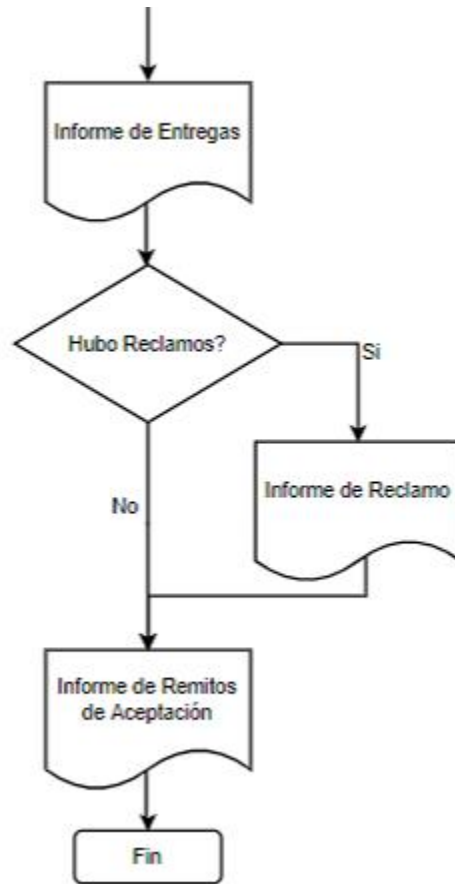 Informe de Entregas
Hubo Reclamos?
Si
Informe de Reclamo
No
Informe de Remitos
de Aceptación
Fin